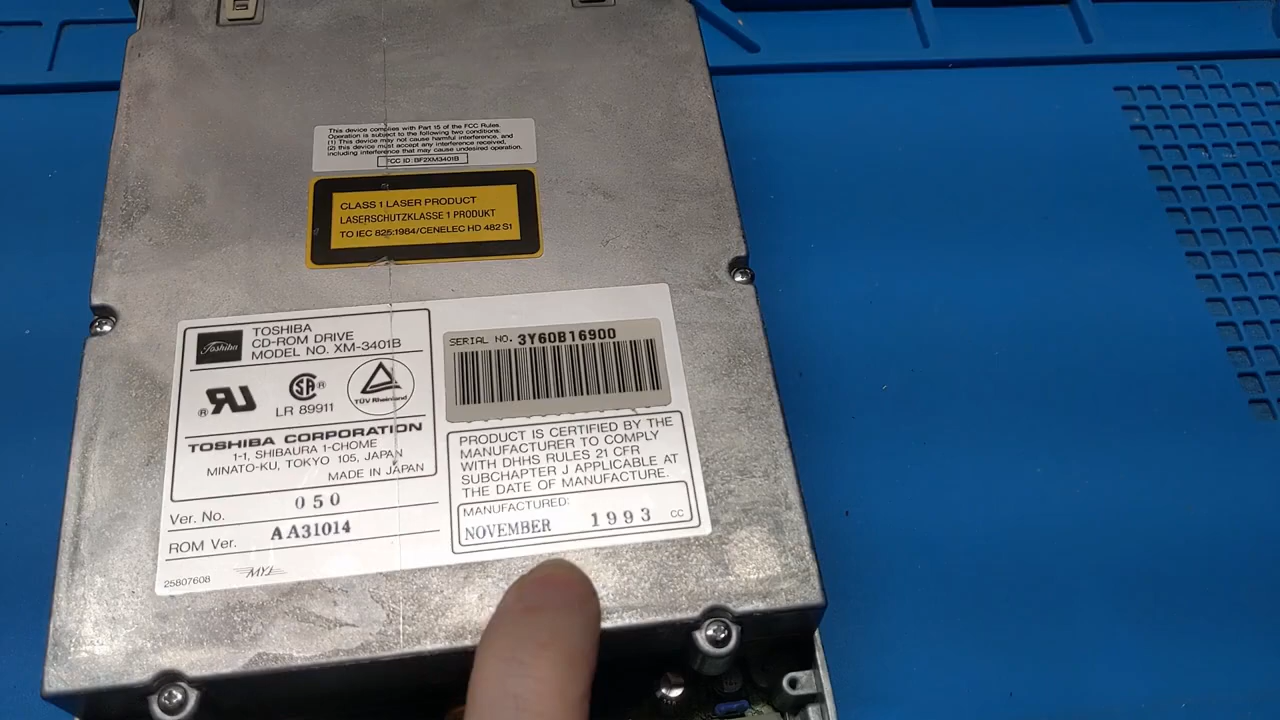 This device complies with Part 15 of the FCC Rules.
Operation is subject to the following two conditions:
(1) This device may not cause harmful interference, and
(2) this device must accept any interference received,
including interference that may cause undesired operation.
FCC ID: BF2XM3401B
CLASS 1 LASER PRODUCT
LASERSCHUTZKLASSE 1 PRODUKT
TO IEC 825:1984/CENELEC HD 482 S1
Toshiba
TOSHIBA
CD-ROM DRIVE
MODEL NO. XM-3401B
LR 89911
TÜV Rheinland
TOSHIBA CORPORATION
1-1, SHIBAURA 1-CHOME
MINATO-KU, TOKYO 105, JAPAN
MADE IN JAPAN
Ver. No. 050
ROM Ver. AA31014
25807608 MYJ
SERIAL NO. 3Y60B16900
PRODUCT IS CERTIFIED BY THE
MANUFACTURER TO COMPLY
WITH DHHS RULES 21 CFR
SUBCHAPTER J APPLICABLE AT
THE DATE OF MANUFACTURE.
MANUFACTURED:
NOVEMBER 1993 CC